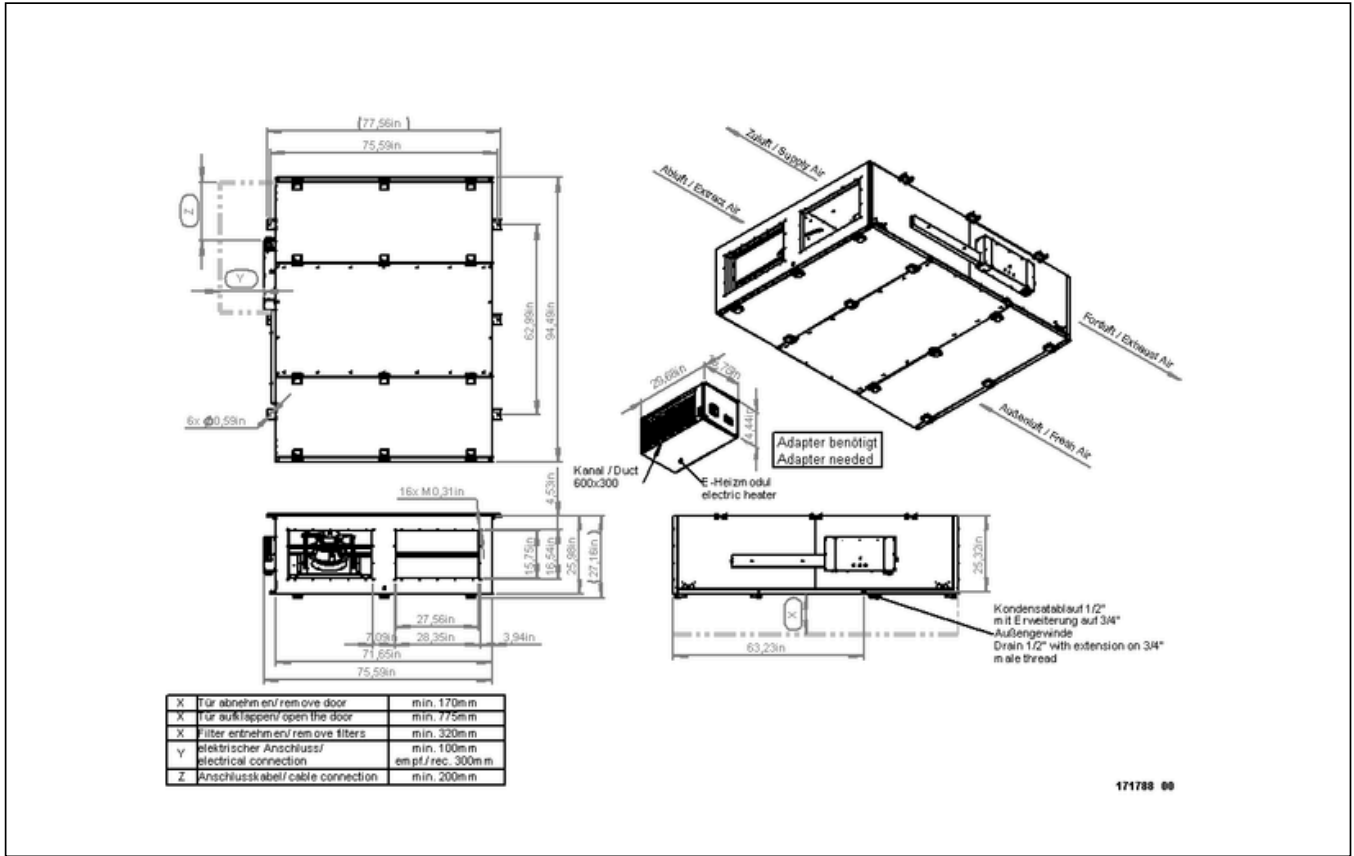 (77,56in )
75,59in
Z
Y
62,99in
94,49in
6x Ø0,59in
Zuluft / Supply Air
Abluft / Extract Air
Fortluft / Exhaust Air
Außenluft / Fresh Air
29,68in
Kanal / Duct
600x300
E-Heizmodul
electric heater
Adapter benötigt
Adapter needed
4,53in
16x M0,31in
15,75in
16,54in
25,98in
(27,16in )
27,56in
7,09in
28,35in
3,94in
71,65in
75,59in
25,32in
X
63,23in
Kondensatablauf 1/2"
mit Erweiterung auf 3/4"
Außengewinde
Drain 1/2" with extension on 3/4"
male thread
X Tür abnehmen/ remove door min. 170mm
X Tür aufklappen/ open the door min. 775mm
X Filter entnehmen/ remove filters min. 320mm
Y elektrischer Anschluss/ min. 100mm
electrical connection empf./ rec. 300mm
Z Anschlusskabel/ cable connection min. 200mm
171788 00